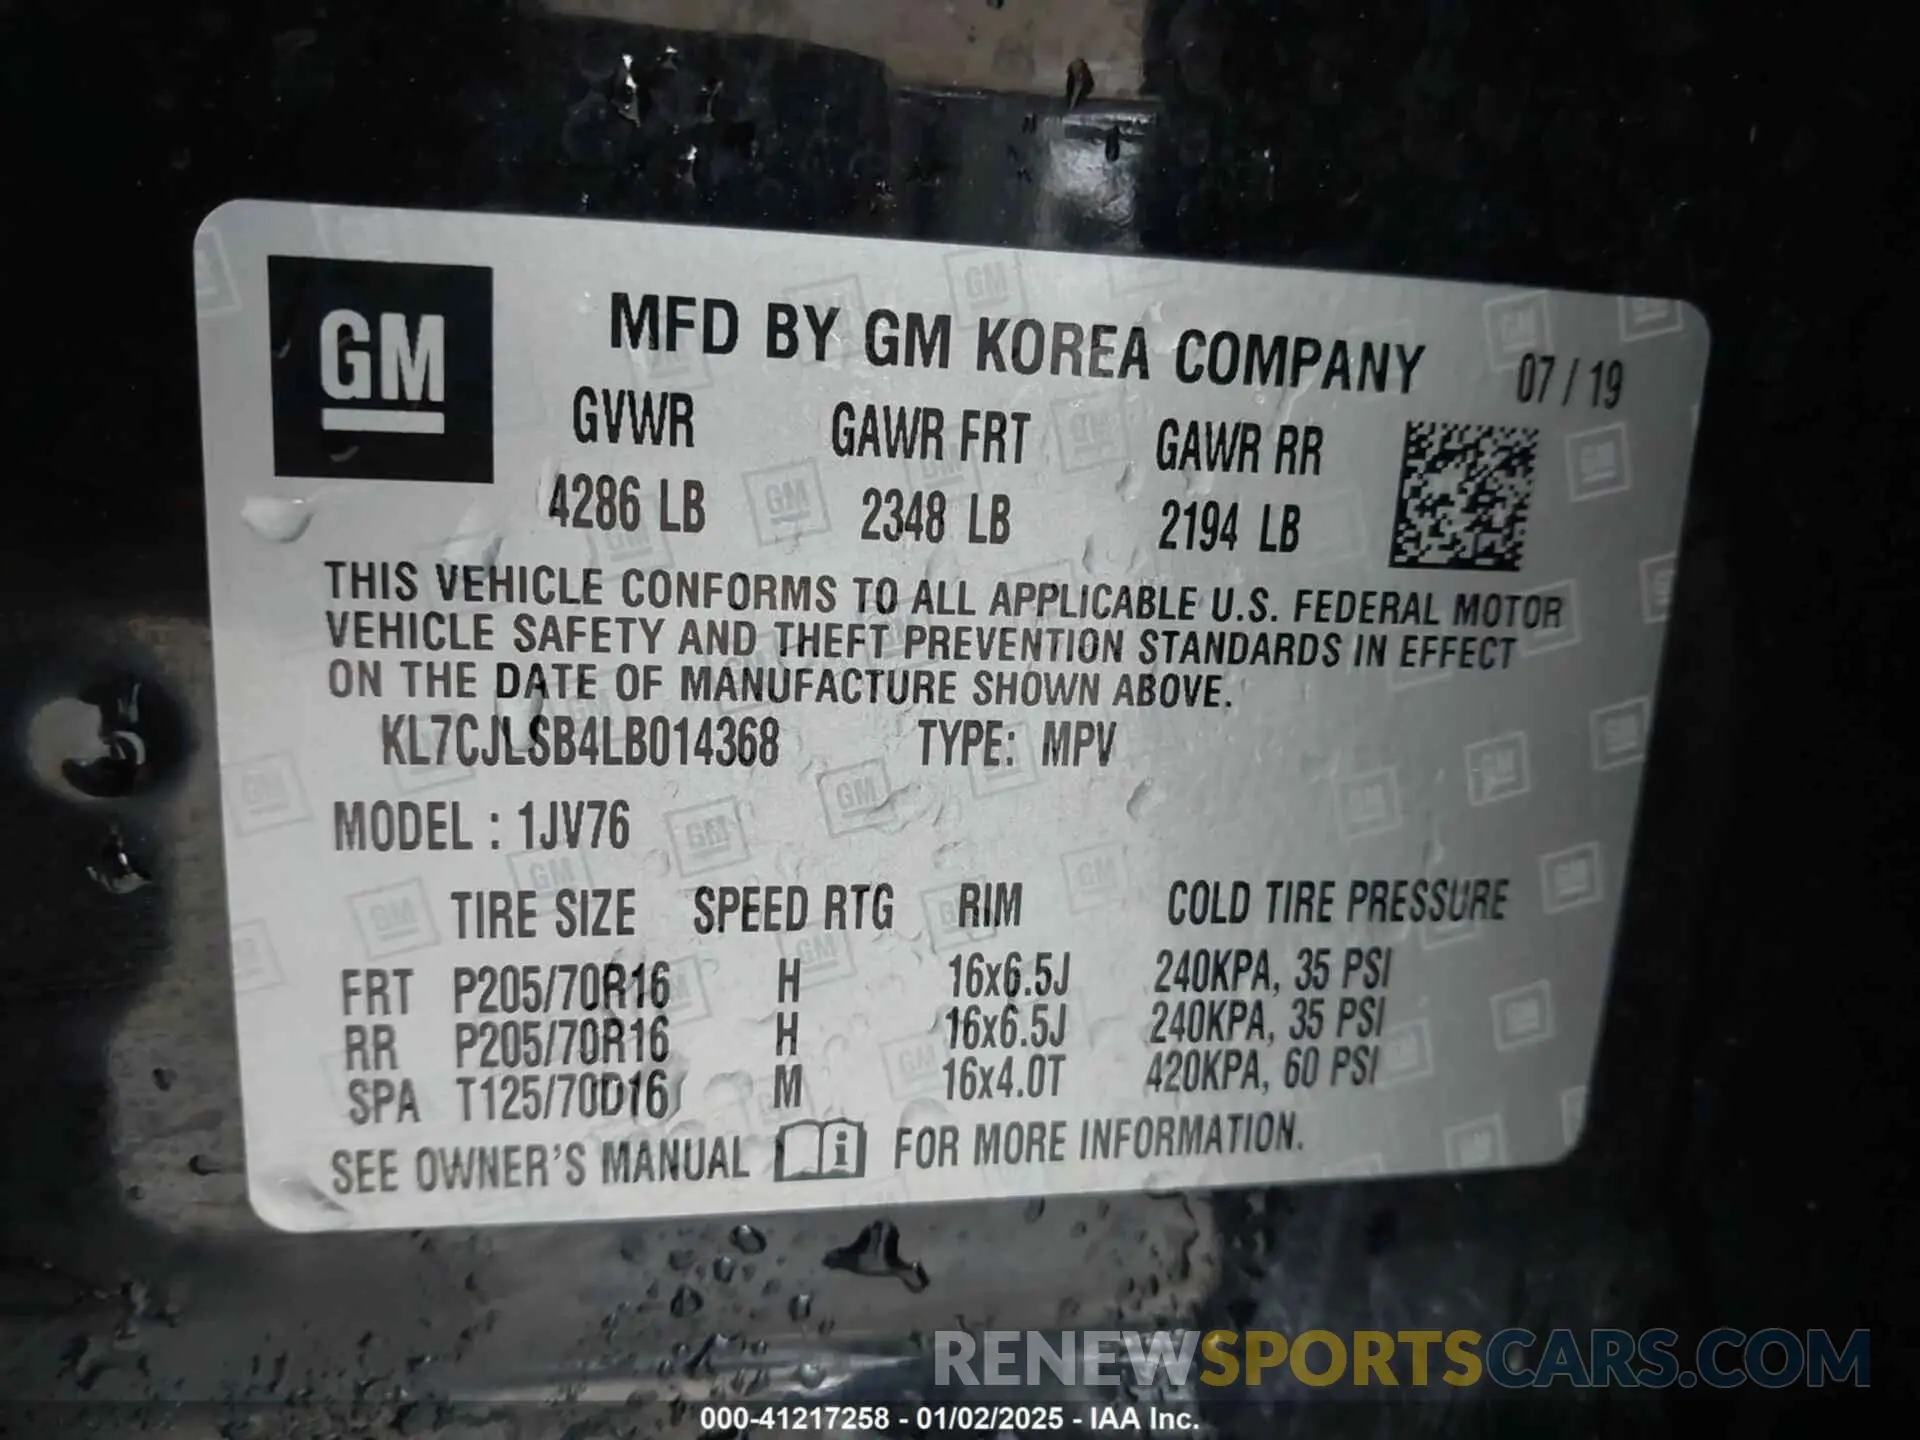 GM
MFD BY GM KOREA COMPANY 07 / 19
GVWR GAWR FRT GAWR RR
4286 LB 2348 LB 2194 LB
THIS VEHICLE CONFORMS TO ALL APPLICABLE U.S. FEDERAL MOTOR
VEHICLE SAFETY AND THEFT PREVENTION STANDARDS IN EFFECT
ON THE DATE OF MANUFACTURE SHOWN ABOVE.
KL7CJLSB4LB014368 TYPE: MPV
MODEL : 1JV76
TIRE SIZE SPEED RTG RIM COLD TIRE PRESSURE
FRT P205/70R16 H 16x6.5J 240KPA, 35 PSI
RR P205/70R16 H 16x6.5J 240KPA, 35 PSI
SPA T125/70D16 M 16x4.0T 420KPA, 60 PSI
SEE OWNER'S MANUAL i FOR MORE INFORMATION.
RENEWSPORTSCARS.COM
000-41217258 - 01/02/2025 - IAA Inc.